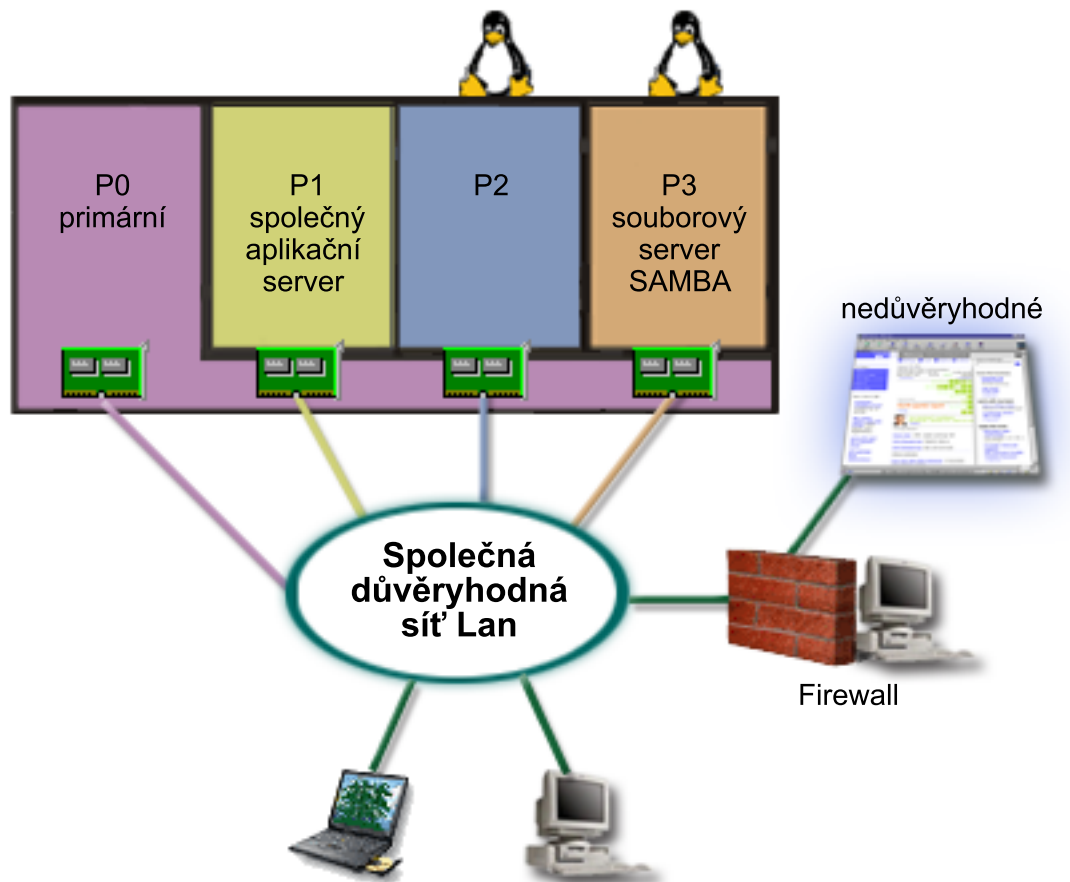 P0
primární
P1
společný
aplikační
server
P2
P3
souborový
server
SAMBA
nedůvěryhodné
Společná
důvěryhodná
síť Lan
Firewall